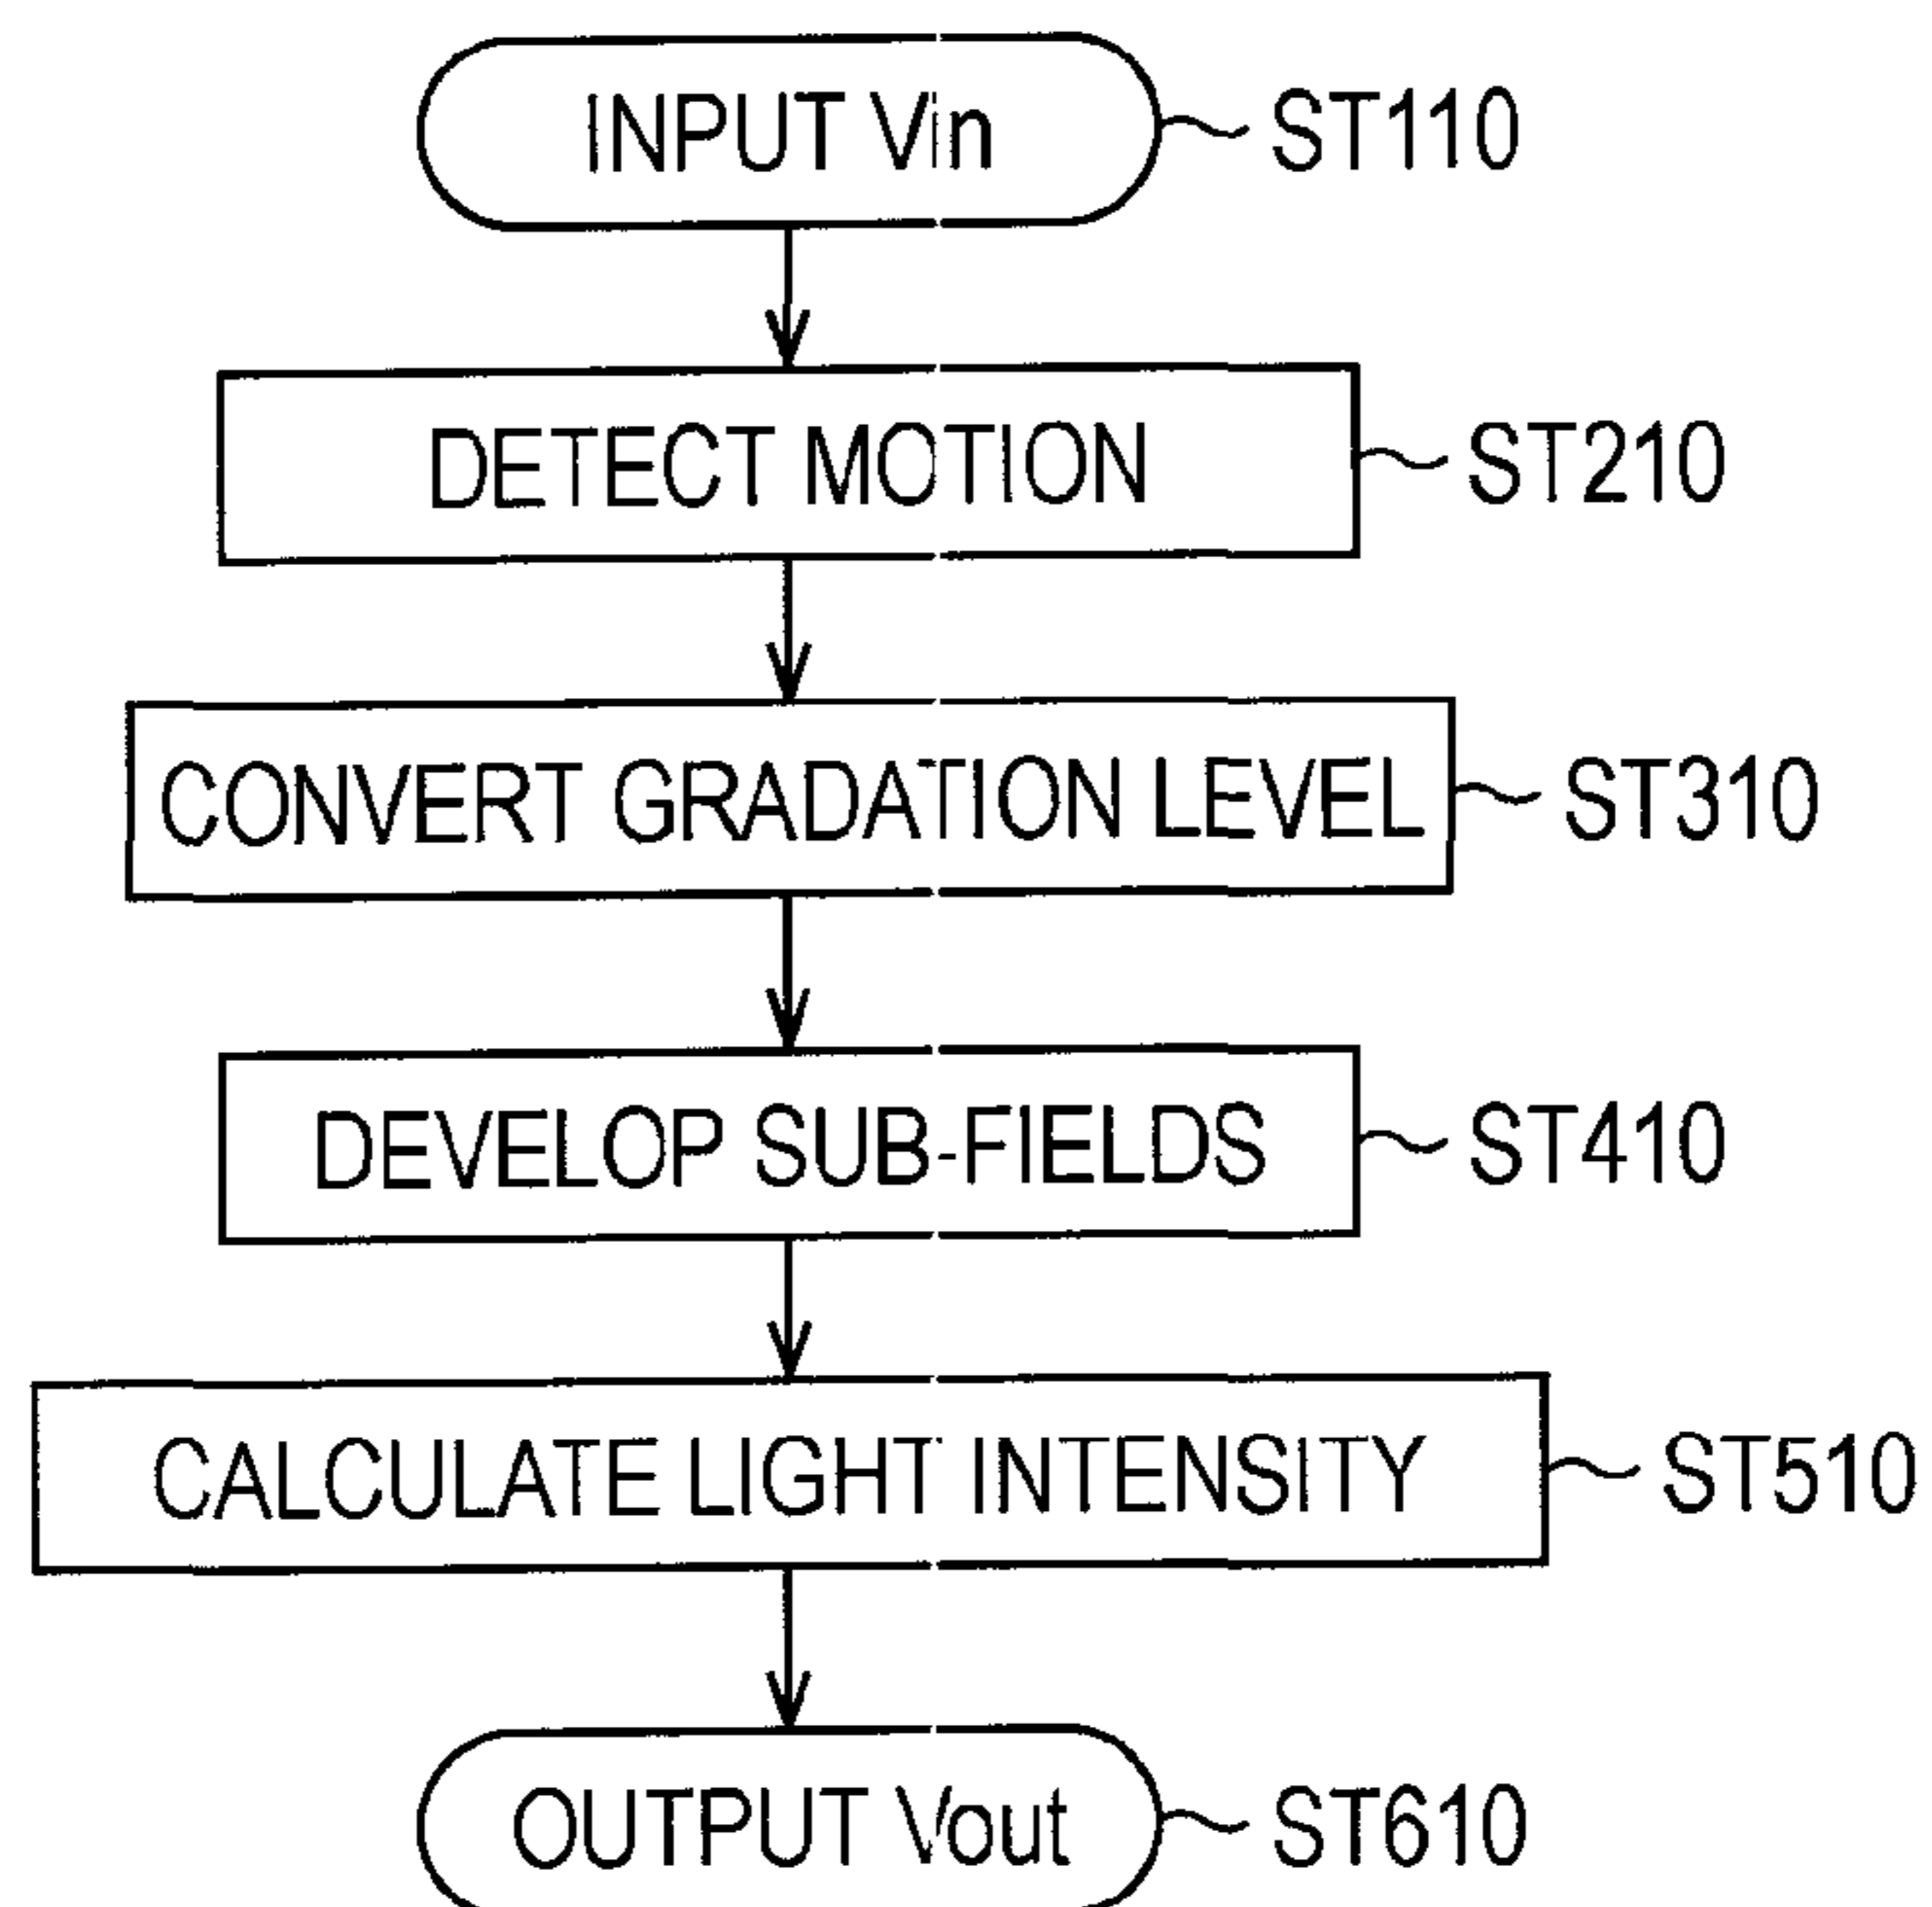 INPUT Vin ST110
DETECT MOTION ST210
CONVERT GRADATION LEVEL ST310
DEVELOP SUB-FIELDS ST410
CALCULATE LIGHT INTENSITY ST510
OUTPUT Vout ST610